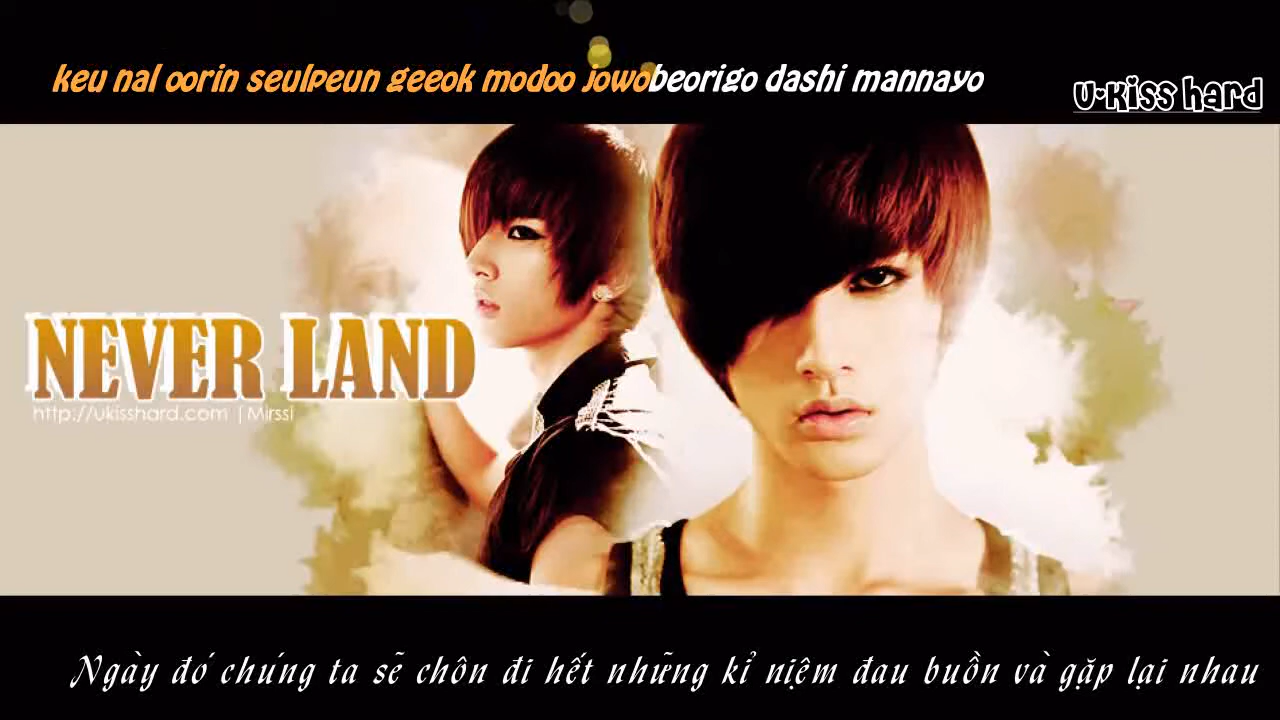 keu nal oorin seulpeun geeok modoo jowobeorigo dashi mannayo
U•Kiss hard
NEVER LAND
http://ukisshard.com | Mirssi
Ngày đó chúng ta sẽ chôn đi hết những kỉ niệm đau buồn và gặp lại nhau